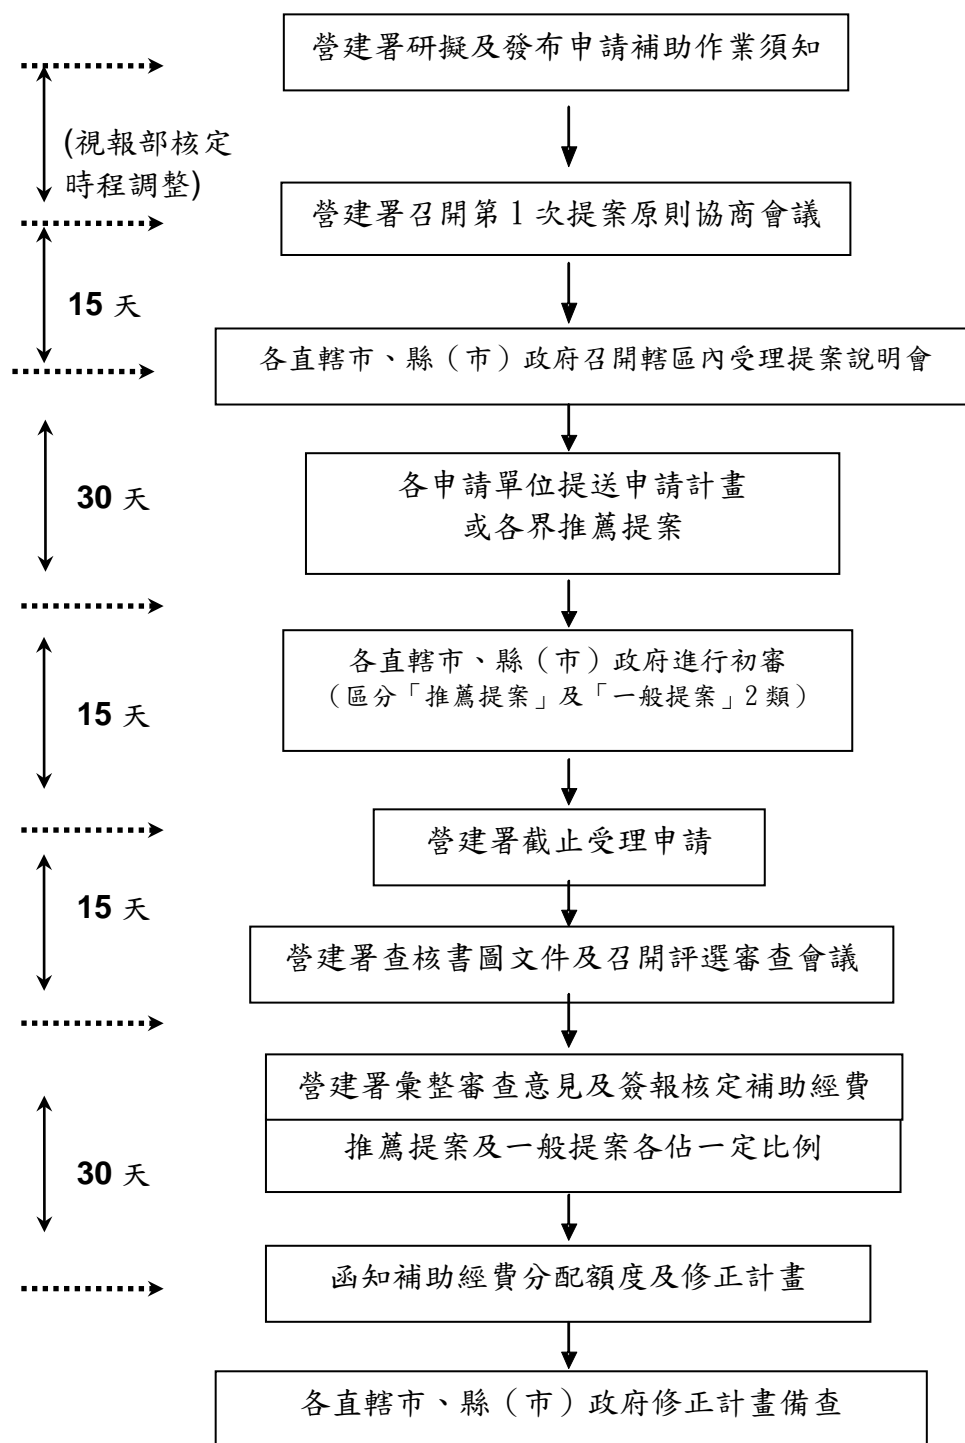 營建署研擬及發布申請補助作業須知
(視報部核定
時程調整)
營建署召開第 1 次提案原則協商會議
15 天
各直轄市、縣（市）政府召開轄區內受理提案說明會
30 天
各申請單位提送申請計畫
或各界推薦提案
各直轄市、縣（市）政府進行初審
（區分「推薦提案」及「一般提案」2 類）
15 天
營建署截止受理申請
15 天
營建署查核書圖文件及召開評選審查會議
營建署彙整審查意見及簽報核定補助經費
推薦提案及一般提案各佔一定比例
30 天
函知補助經費分配額度及修正計畫
各直轄市、縣（市）政府修正計畫備查